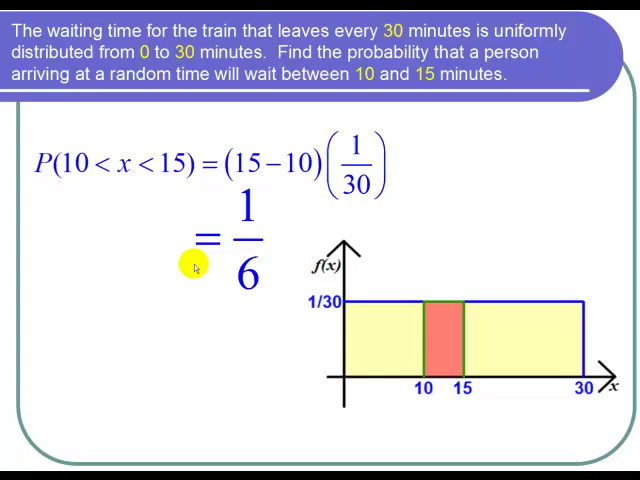 The waiting time for the train that leaves every 30 minutes is uniformly
distributed from 0 to 30 minutes. Find the probability that a person
arriving at a random time will wait between 10 and 15 minutes.
P(10 < x < 15) = (15 − 10)(1/30)
= 1/6
f(x)
1/30
10 15 30 x